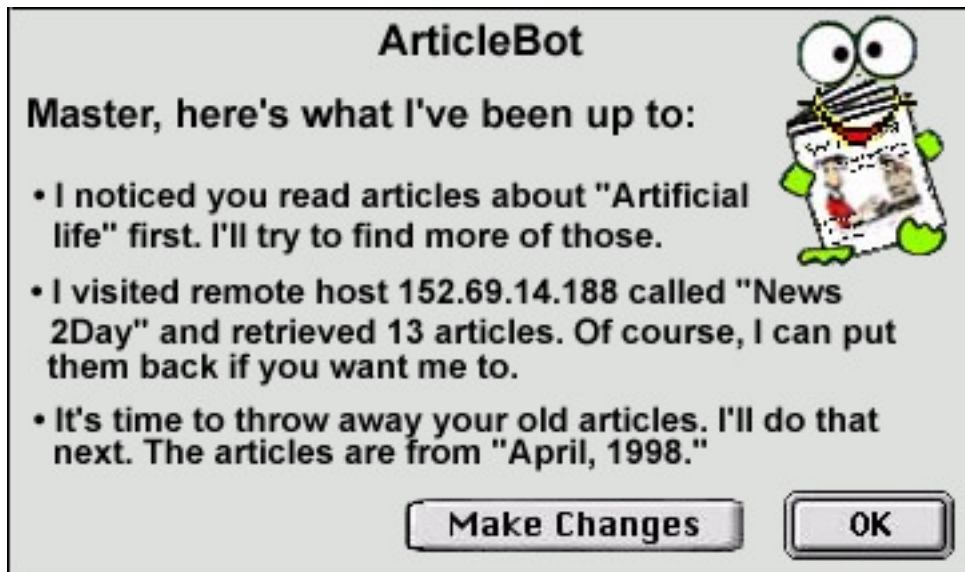 ArticleBot
Master, here's what I've been up to:
• I noticed you read articles about "Artificial
life" first. I'll try to find more of those.
• I visited remote host 152.69.14.188 called "News
2Day" and retrieved 13 articles. Of course, I can put
them back if you want me to.
• It's time to throw away your old articles. I'll do that
next. The articles are from "April, 1998."
Make Changes
OK